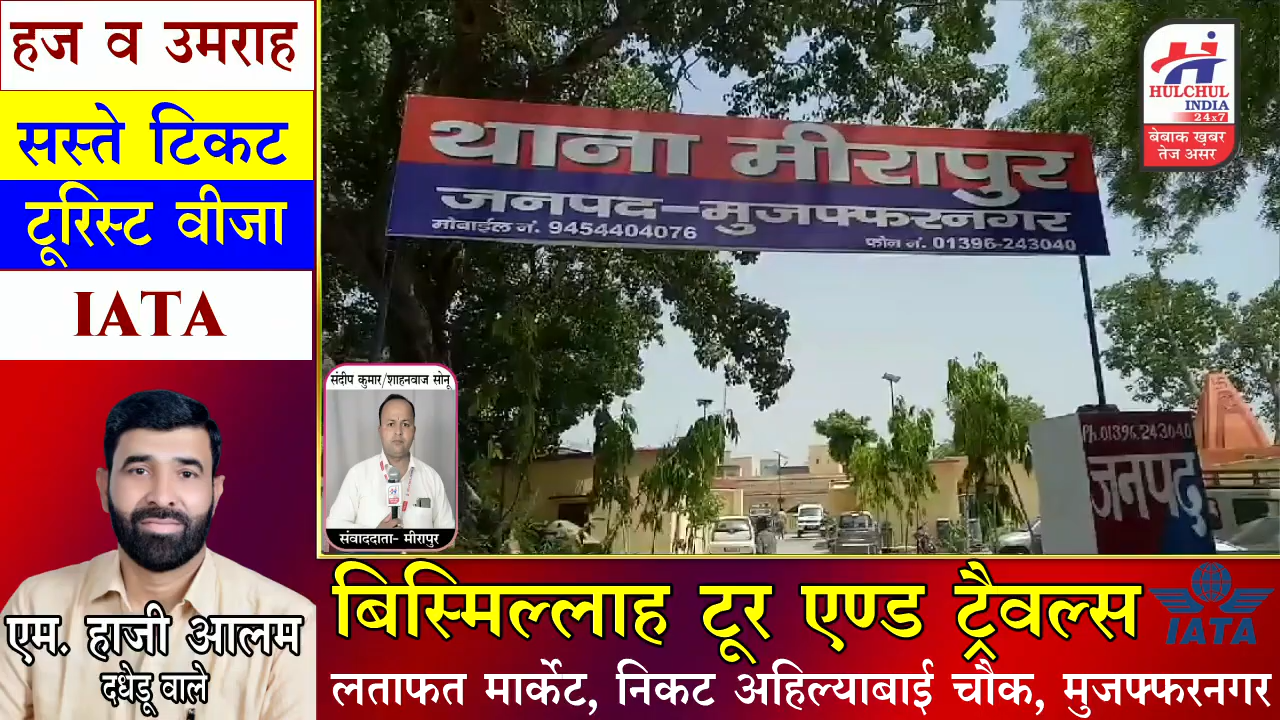 हज व उमराह
सस्ते टिकट
टूरिस्ट वीजा
IATA
एम. हाजी आलम
दधेडू वाले
थाना मीरापुर
जनपद-मुजफ्फरनगर
मोबाईल नं. 9454404076
फोन नं. 01396-243040
HULCHUL
INDIA
24x7
बेबाक ख़बर
तेज असर
संदीप कुमार/शाहनवाज सोनू
संवाददाता- मीरापुर
Ph.01396.243040
जनपद
बिस्मिल्लाह टूर एण्ड ट्रैवल्स
IATA
लताफत मार्केट, निकट अहिल्याबाई चौक, मुजफ्फरनगर